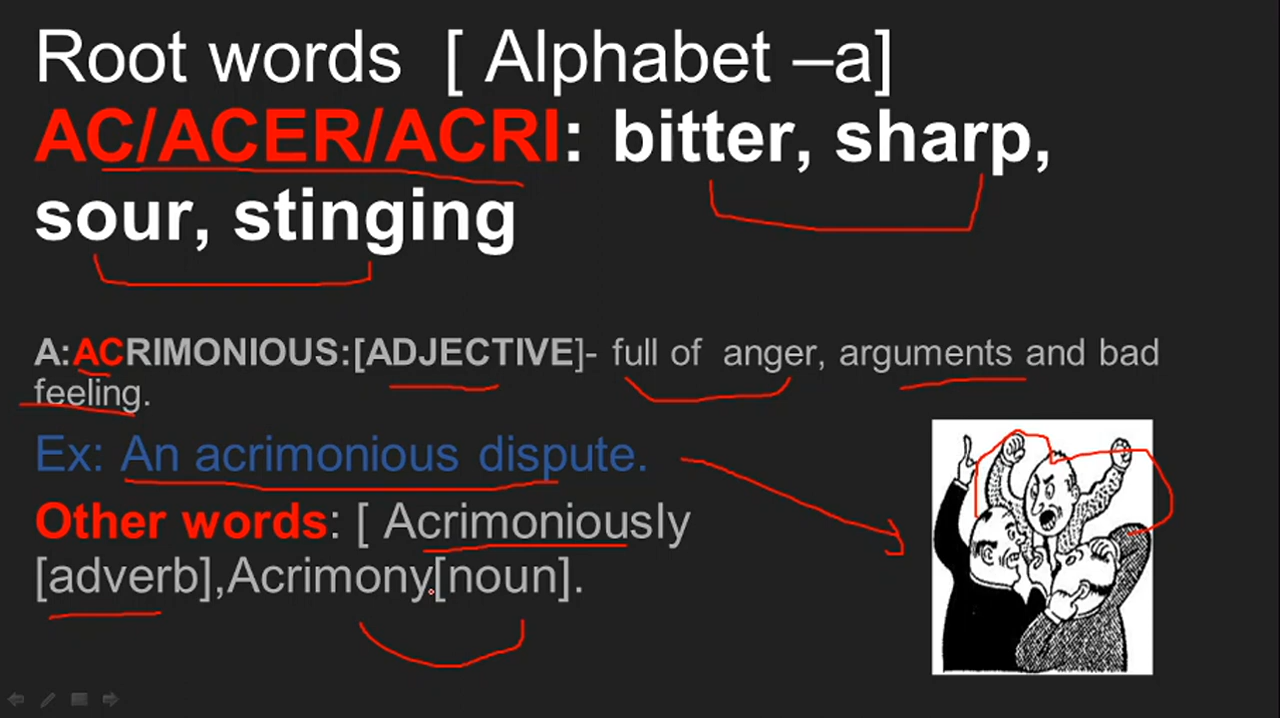 Root words [ Alphabet –a]
AC/ACER/ACRI: bitter, sharp,
sour, stinging
A:ACRIMONIOUS:[ADJECTIVE]- full of anger, arguments and bad
feeling.
Ex: An acrimonious dispute.
Other words: [ Acrimoniously
[adverb],Acrimony[noun].